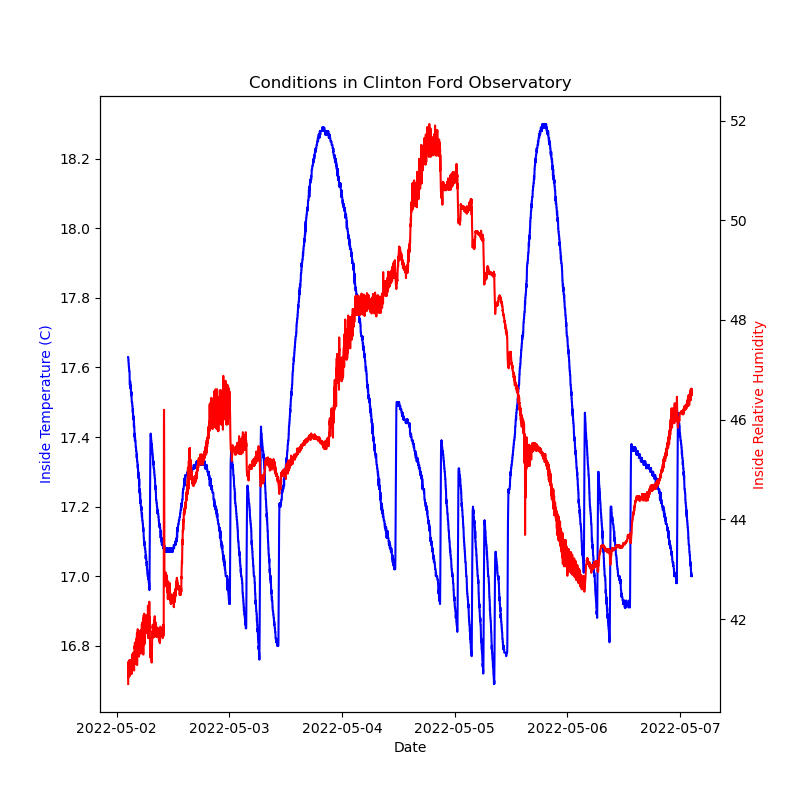 Conditions in Clinton Ford Observatory
Inside Temperature (C)
18.2
18.0
17.8
17.6
17.4
17.2
17.0
16.8
52
50
48
46
44
42
Inside Relative Humidity
2022-05-02 2022-05-03 2022-05-04 2022-05-05 2022-05-06 2022-05-07
Date